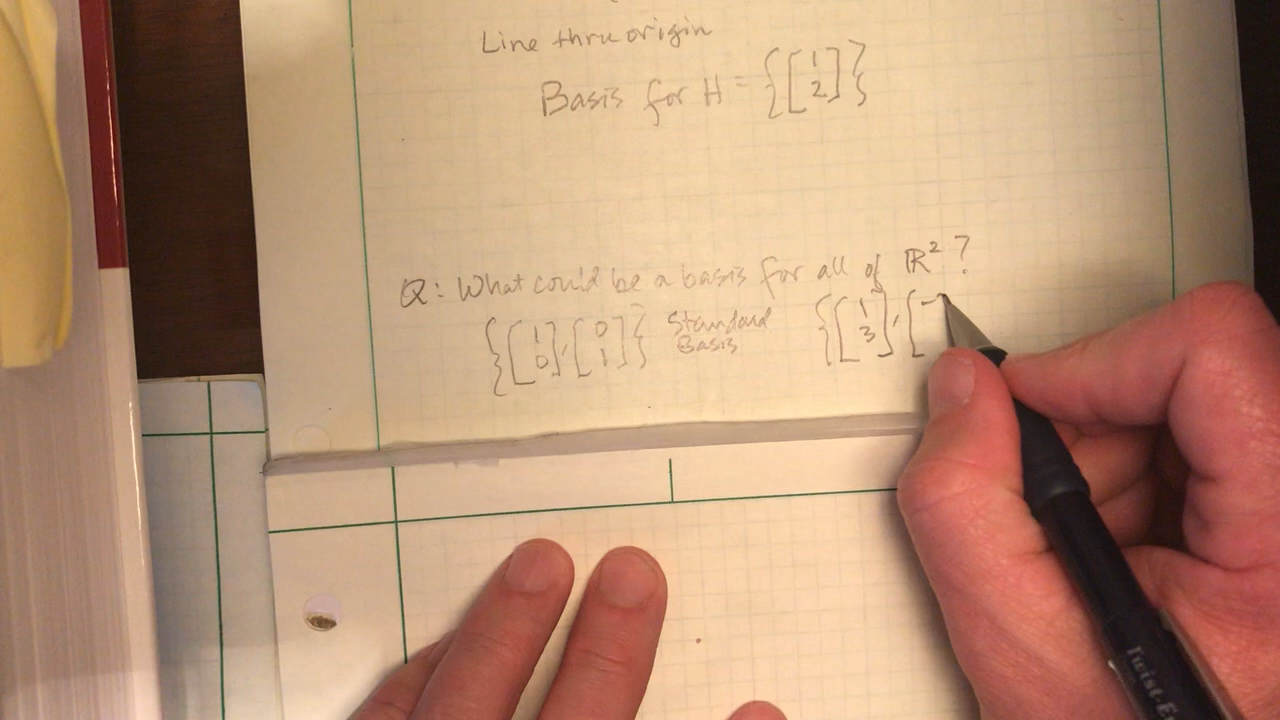 Line thru origin
Basis for H = {[1 2]}
Q: What could be a basis for all of ℝ² ?
{[1 0], [0 1]} Standard Basis {[1 3], [-
Twist-E